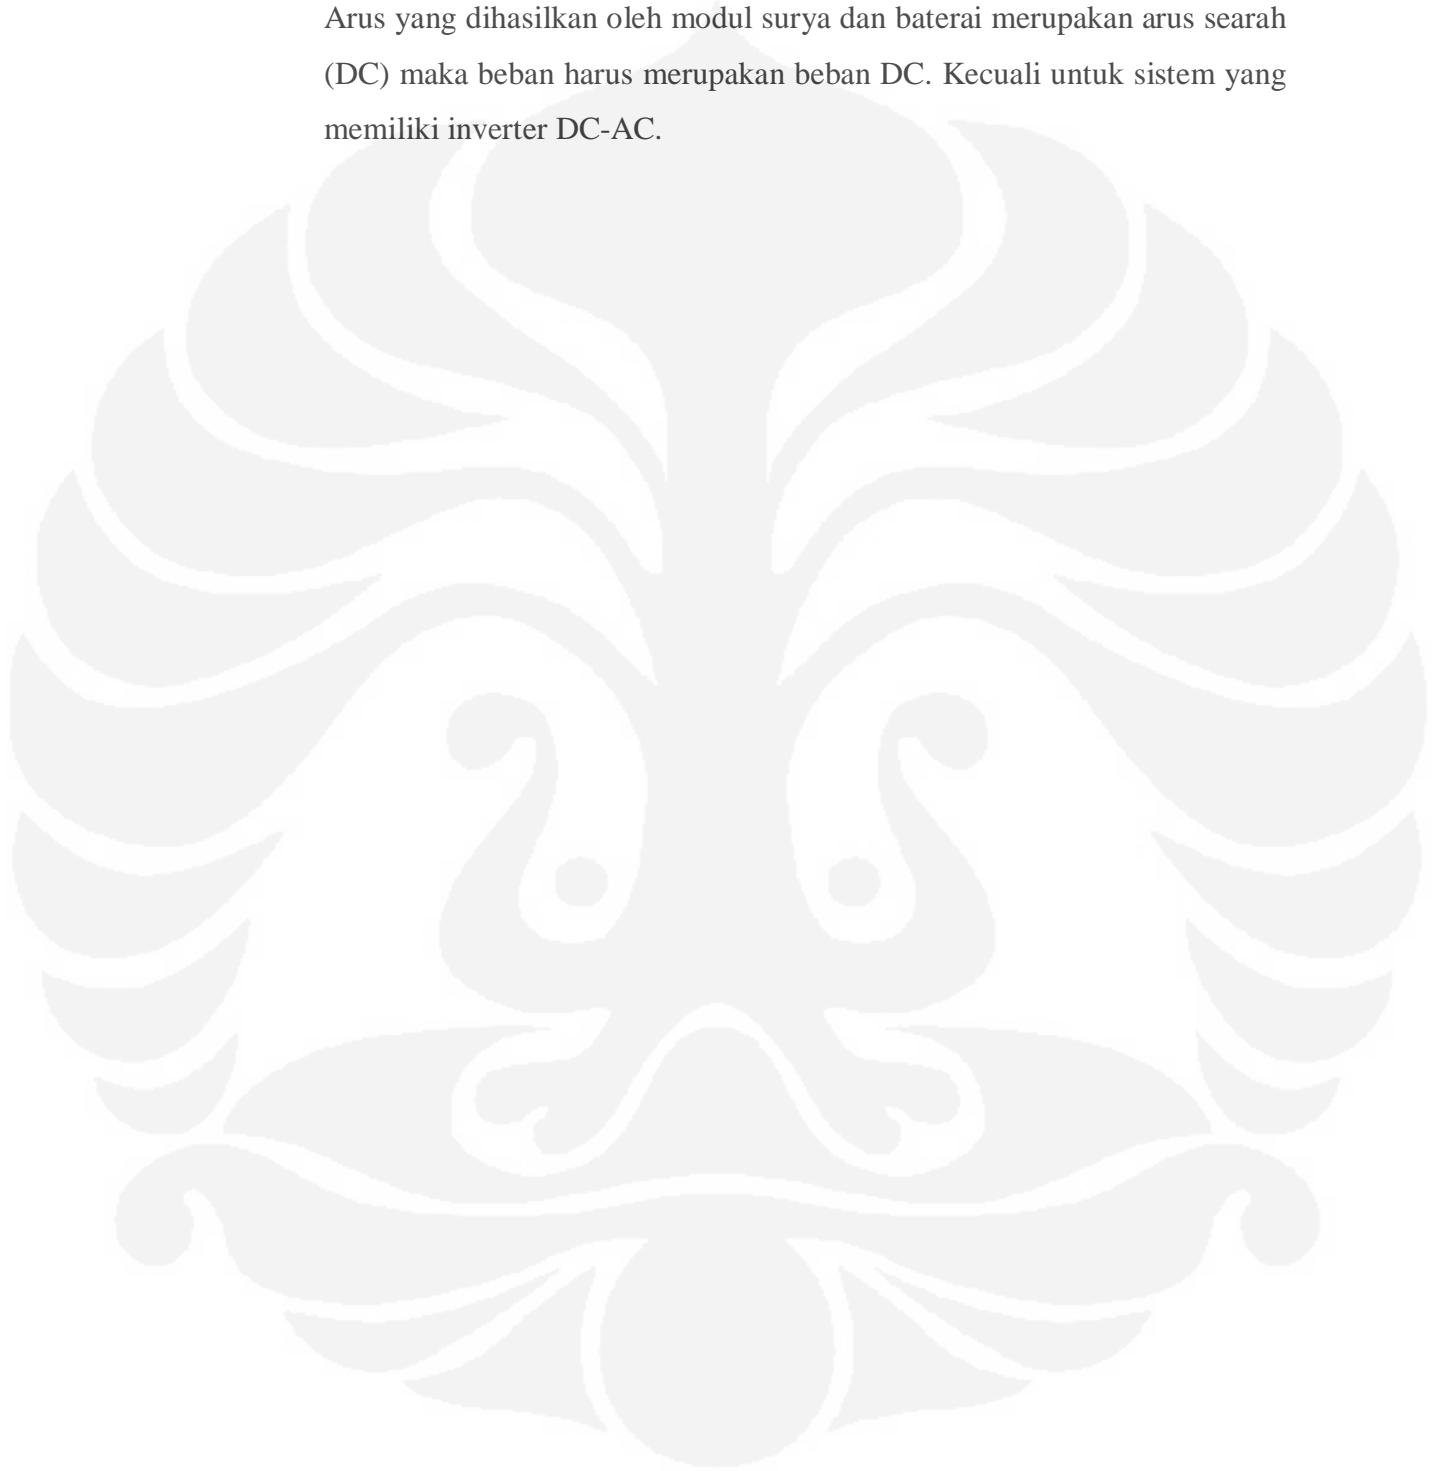 Arus yang dihasilkan oleh modul surya dan baterai merupakan arus searah
(DC) maka beban harus merupakan beban DC. Kecuali untuk sistem yang
memiliki inverter DC-AC.